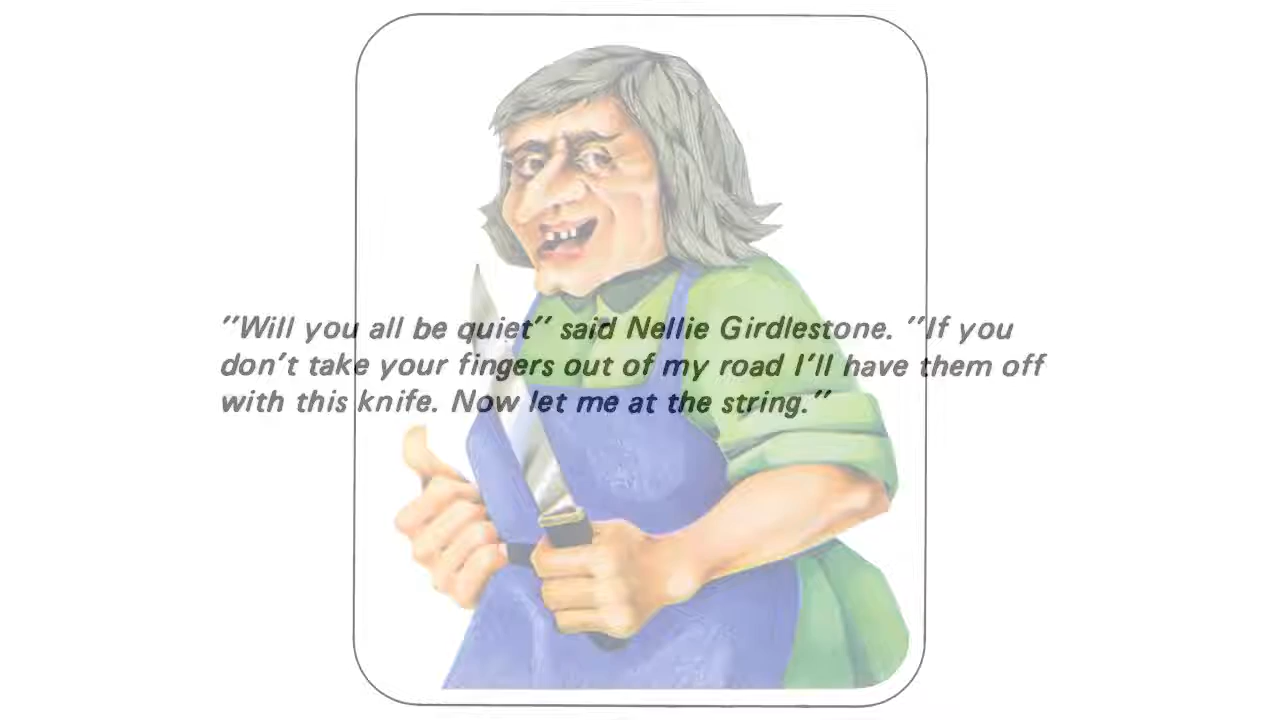 "Will you all be quiet" said Nellie Girdlestone. "If you
don't take your fingers out of my road I'll have them off
with this knife. Now let me at the string."